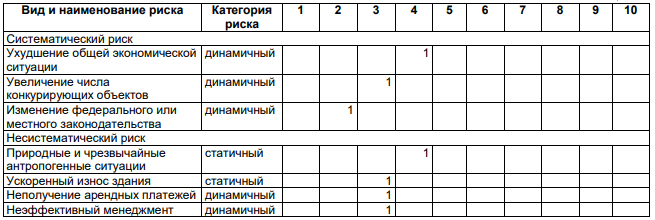 Вид и наименование риска Категория риска 1 2 3 4 5 6 7 8 9 10
Систематический риск
Ухудшение общей экономической ситуации динамичный 1
Увеличение числа конкурирующих объектов динамичный 1
Изменение федерального или местного законодательства динамичный 1
Несистематический риск
Природные и чрезвычайные антропогенные ситуации статичный 1
Ускоренный износ здания статичный 1
Неполучение арендных платежей динамичный 1
Неэффективный менеджмент динамичный 1